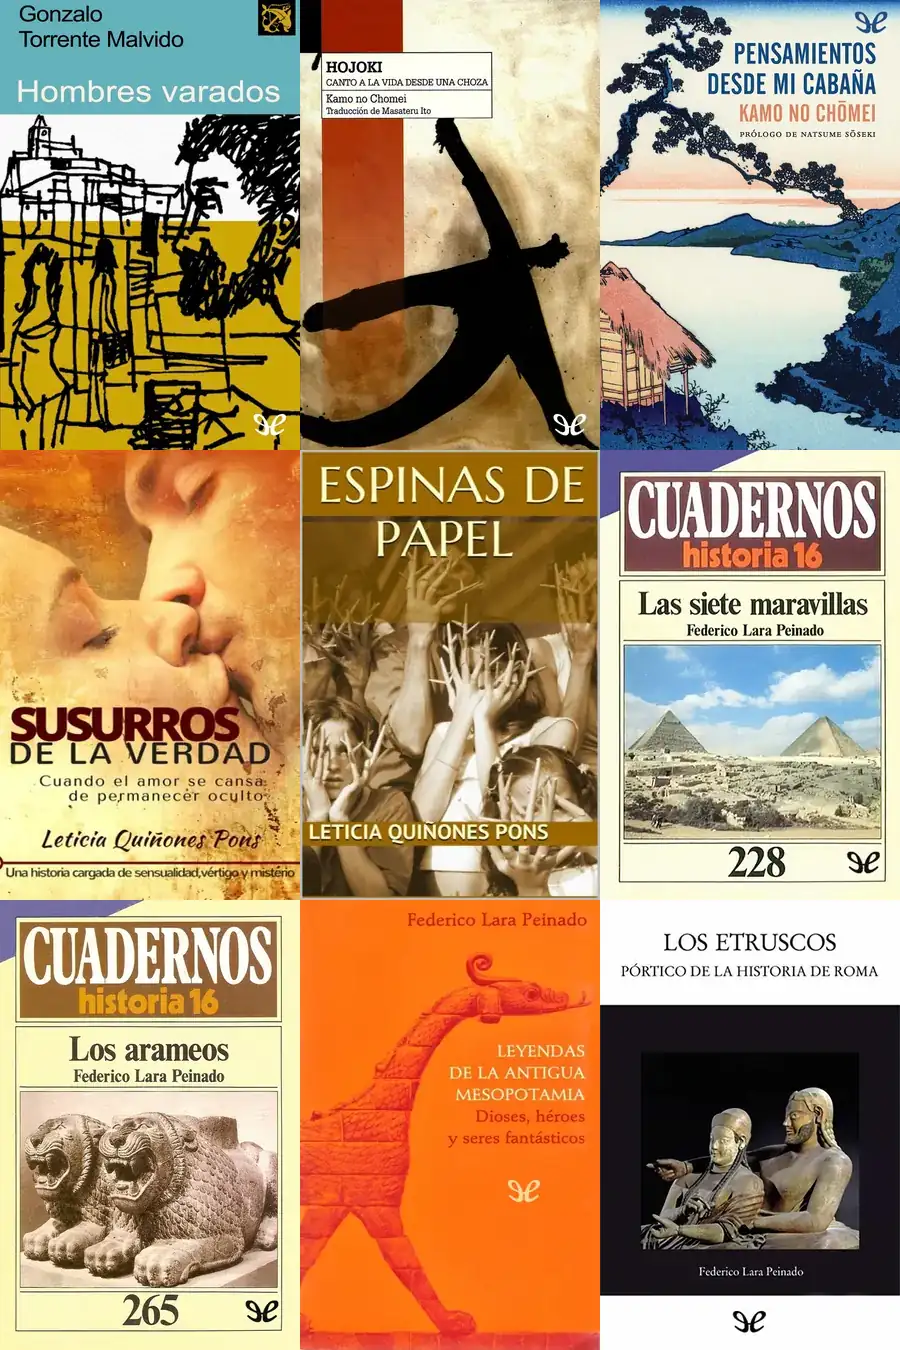 Gonzalo
Torrente Malvido
Hombres varados
HOJOKI
CANTO A LA VIDA DESDE UNA CHOZA
Kamo no Chomei
Traducción de Masateru Ito
PENSAMIENTOS
DESDE MI CABAÑA
KAMO NO CHŌMEI
PRÓLOGO DE NATSUME SŌSEKI
SUSURROS
DE LA VERDAD
Cuando el amor se cansa
de permanecer oculto
Leticia Quiñones Pons
Una historia cargada de sensualidad, vértigo y misterio
ESPINAS DE
PAPEL
LETICIA QUIÑONES PONS
CUADERNOS
historia 16
Las siete maravillas
Federico Lara Peinado
228
CUADERNOS
historia 16
Los arameos
Federico Lara Peinado
265
Federico Lara Peinado
LEYENDAS
DE LA ANTIGUA
MESOPOTAMIA
Dioses, héroes
y seres fantásticos
LOS ETRUSCOS
PÓRTICO DE LA HISTORIA DE ROMA
Federico Lara Peinado